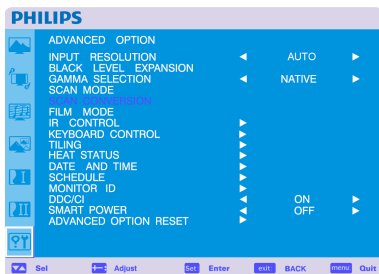 PHILIPS
ADVANCED OPTION
INPUT RESOLUTION AUTO
BLACK LEVEL EXPANSION
GAMMA SELECTION NATIVE
SCAN MODE
SCAN CONVERSION
FILM MODE
IR CONTROL
KEYBOARD CONTROL
TILING
HEAT STATUS
DATE AND TIME
SCHEDULE
MONITOR ID
DDC/CI ON
SMART POWER OFF
ADVANCED OPTION RESET
Sel Adjust Set Enter exit BACK menu Quit